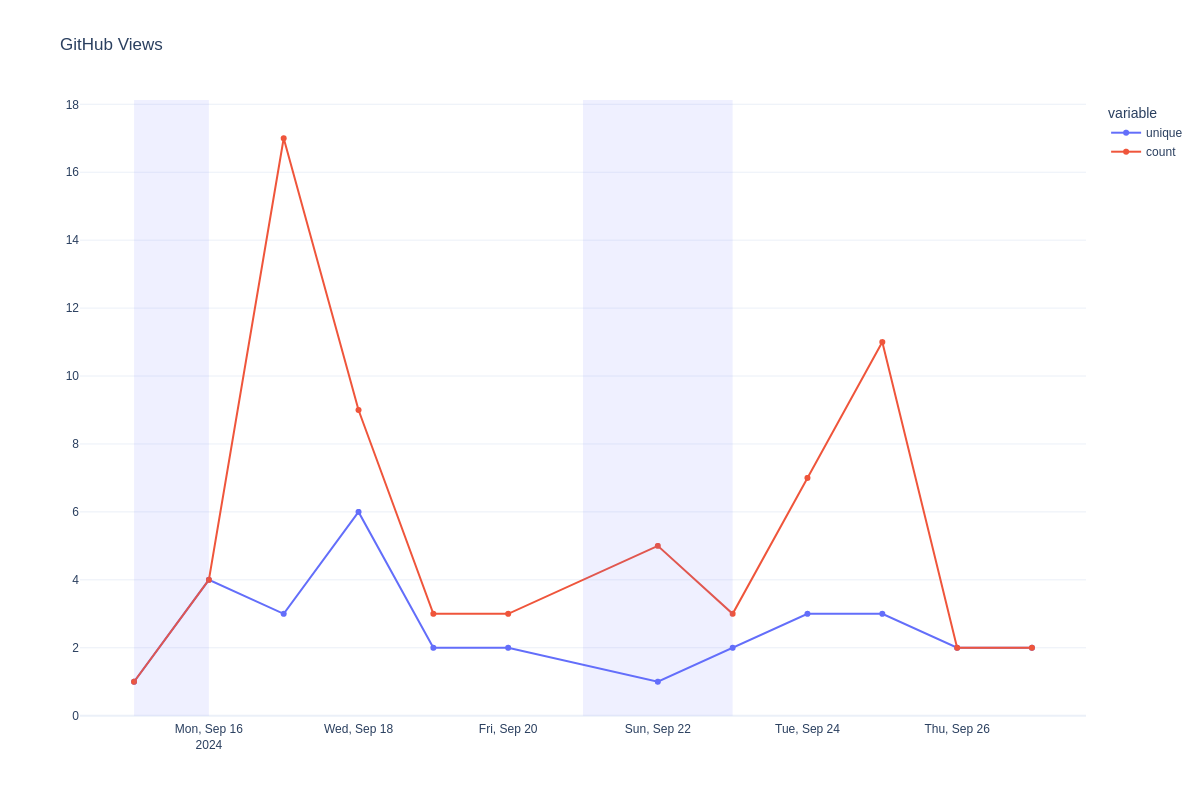 GitHub Views
variable
unique
count
18
16
14
12
10
8
6
4
2
0
Mon, Sep 16
2024
Wed, Sep 18
Fri, Sep 20
Sun, Sep 22
Tue, Sep 24
Thu, Sep 26